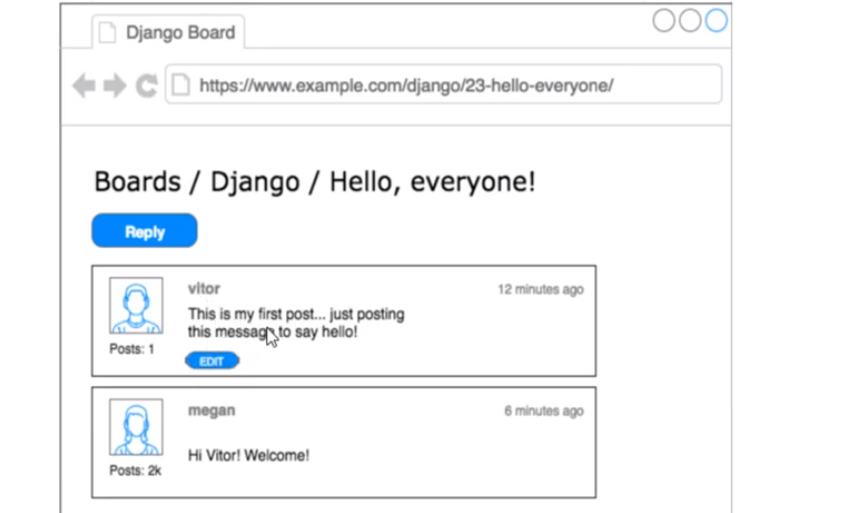 Django Board
https://www.example.com/django/23-hello-everyone/
Boards / Django / Hello, everyone!
Reply
vitor
12 minutes ago
This is my first post... just posting
this message to say hello!
Posts: 1
EDIT
megan
6 minutes ago
Hi Vitor! Welcome!
Posts: 2k